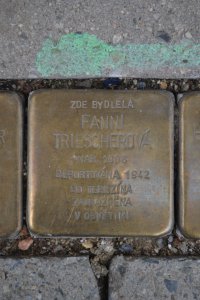 ZDE BYDLELA
FANNI
TRIESCHEROVÁ
NAR.
DEPORTOVÁNA 1942
DO TEREZÍNA
ZAVRAŽDĚNA
V OSVĚTIMI